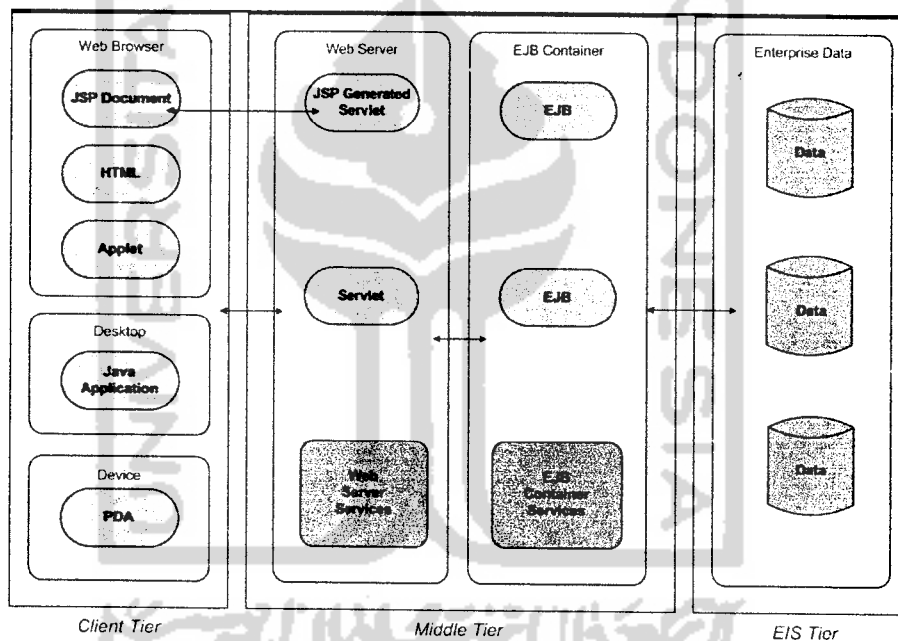 Web Browser
JSP Document
HTML
Applet
Desktop
Java
Application
Device
PDA
Client Tier
Web Server
JSP Generated
Servlet
Servlet
Web
Server
Services
EJB Container
EJB
EJB
EJB
Container
Services
Middle Tier
Enterprise Data
Data
Data
Data
EIS Tier